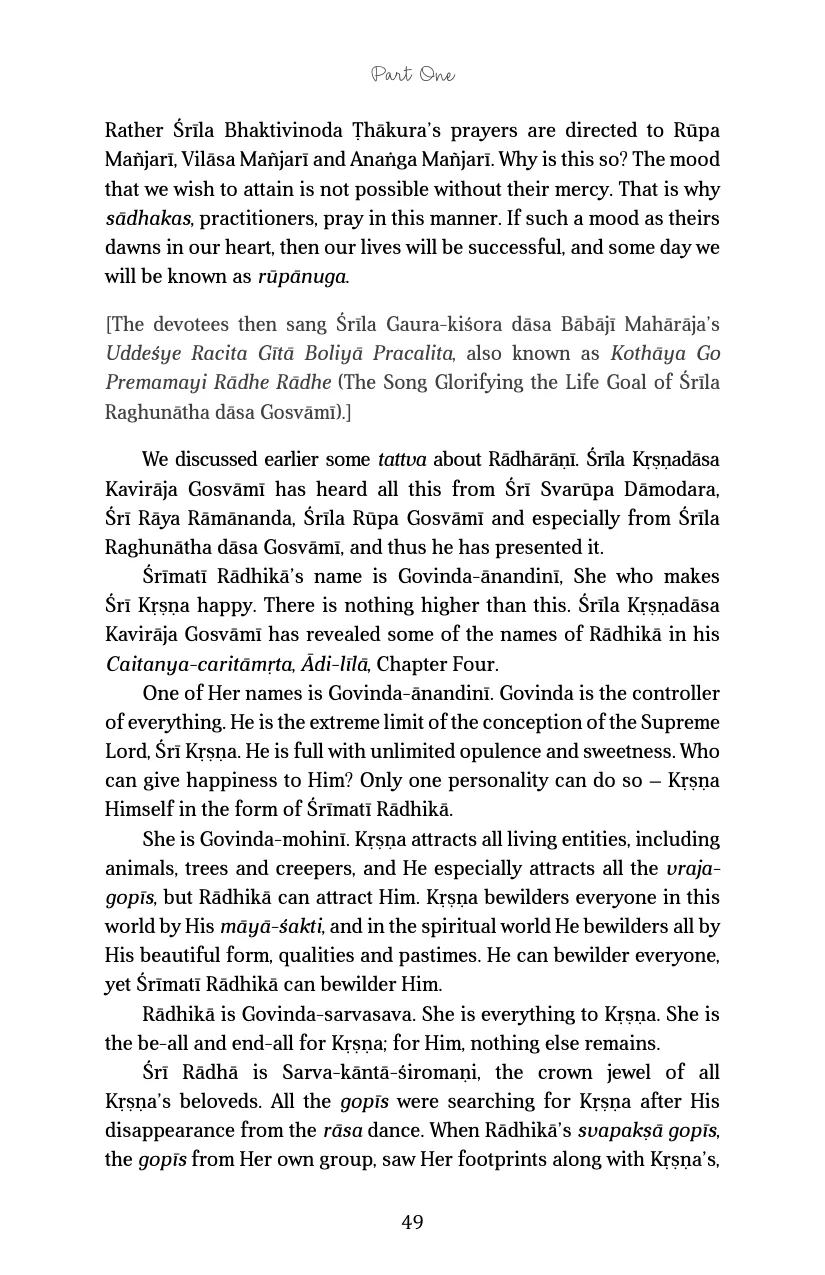 Part One
Rather Śrīla Bhaktivinoda Ṭhākura’s prayers are directed to Rūpa
Mañjarī, Vilāsa Mañjarī and Anaṅga Mañjarī. Why is this so? The mood
that we wish to attain is not possible without their mercy. That is why
sādhakas, practitioners, pray in this manner. If such a mood as theirs
dawns in our heart, then our lives will be successful, and some day we
will be known as rūpānuga.
[The devotees then sang Śrīla Gaura-kiśora dāsa Bābājī Mahārāja’s
Uddeśye Racita Gītā Boliyā Pracalita, also known as Kothāya Go
Premamayi Rādhe Rādhe (The Song Glorifying the Life Goal of Śrīla
Raghunātha dāsa Gosvāmī).]
We discussed earlier some tattva about Rādhārāṇī. Śrīla Kṛṣṇadāsa
Kavirāja Gosvāmī has heard all this from Śrī Svarūpa Dāmodara,
Śrī Rāya Rāmānanda, Śrīla Rūpa Gosvāmī and especially from Śrīla
Raghunātha dāsa Gosvāmī, and thus he has presented it.
Śrīmatī Rādhikā’s name is Govinda-ānandinī, She who makes
Śrī Kṛṣṇa happy. There is nothing higher than this. Śrīla Kṛṣṇadāsa
Kavirāja Gosvāmī has revealed some of the names of Rādhikā in his
Caitanya-caritāmṛta, Ādi-līlā, Chapter Four.
One of Her names is Govinda-ānandinī. Govinda is the controller
of everything. He is the extreme limit of the conception of the Supreme
Lord, Śrī Kṛṣṇa. He is full with unlimited opulence and sweetness. Who
can give happiness to Him? Only one personality can do so – Kṛṣṇa
Himself in the form of Śrīmatī Rādhikā.
She is Govinda-mohinī. Kṛṣṇa attracts all living entities, including
animals, trees and creepers, and He especially attracts all the vraja-
gopīs, but Rādhikā can attract Him. Kṛṣṇa bewilders everyone in this
world by His māyā-śakti, and in the spiritual world He bewilders all by
His beautiful form, qualities and pastimes. He can bewilder everyone,
yet Śrīmatī Rādhikā can bewilder Him.
Rādhikā is Govinda-sarvasava. She is everything to Kṛṣṇa. She is
the be-all and end-all for Kṛṣṇa; for Him, nothing else remains.
Śrī Rādhā is Sarva-kāntā-śiromaṇi, the crown jewel of all
Kṛṣṇa’s beloveds. All the gopīs were searching for Kṛṣṇa after His
disappearance from the rāsa dance. When Rādhikā’s svapakṣā gopīs,
the gopīs from Her own group, saw Her footprints along with Kṛṣṇa’s,
49